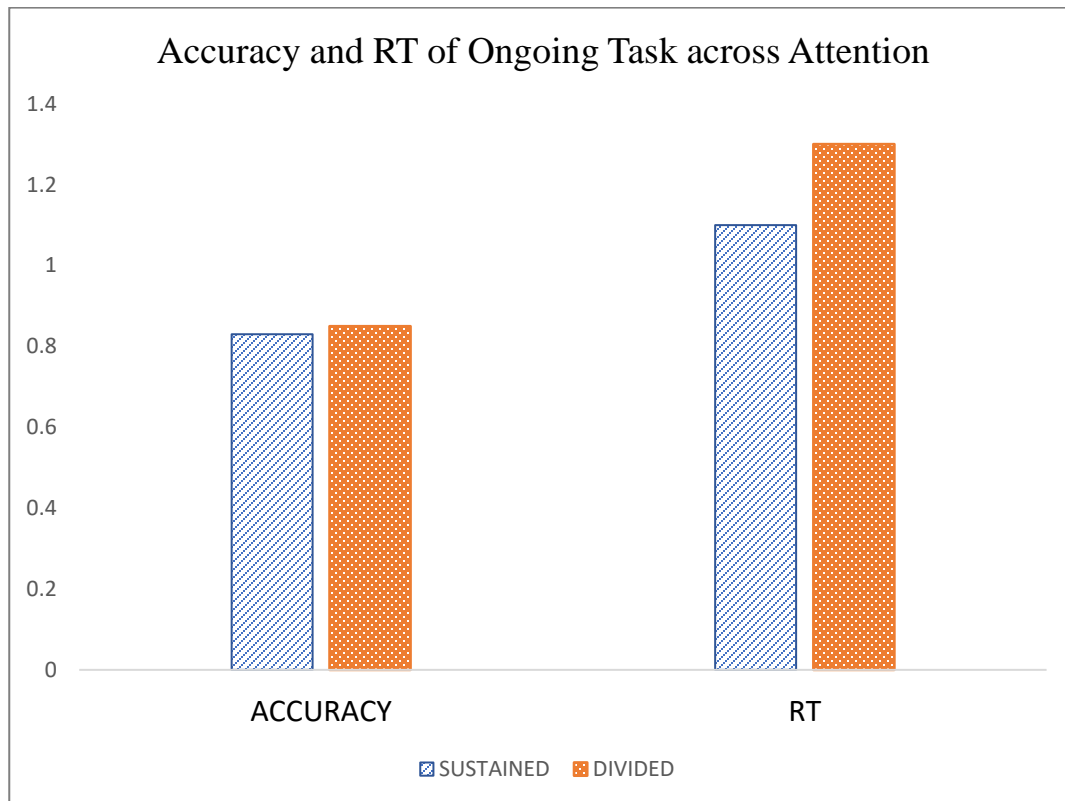 Accuracy and RT of Ongoing Task across Attention
1.4
1.2
1
0.8
0.6
0.4
0.2
0
ACCURACY RT
SUSTAINED DIVIDED